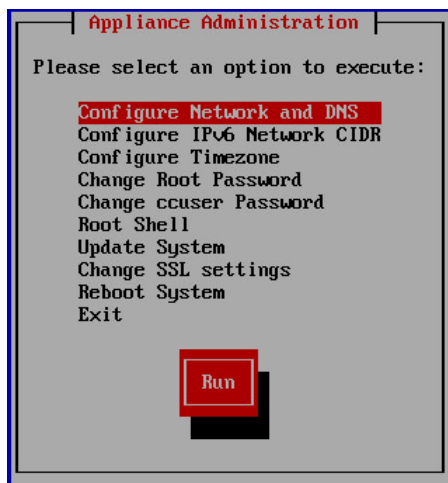 Appliance Administration
Please select an option to execute:
Configure Network and DNS
Configure IPv6 Network CIDR
Configure Timezone
Change Root Password
Change ccuser Password
Root Shell
Update System
Change SSL settings
Reboot System
Exit
Run